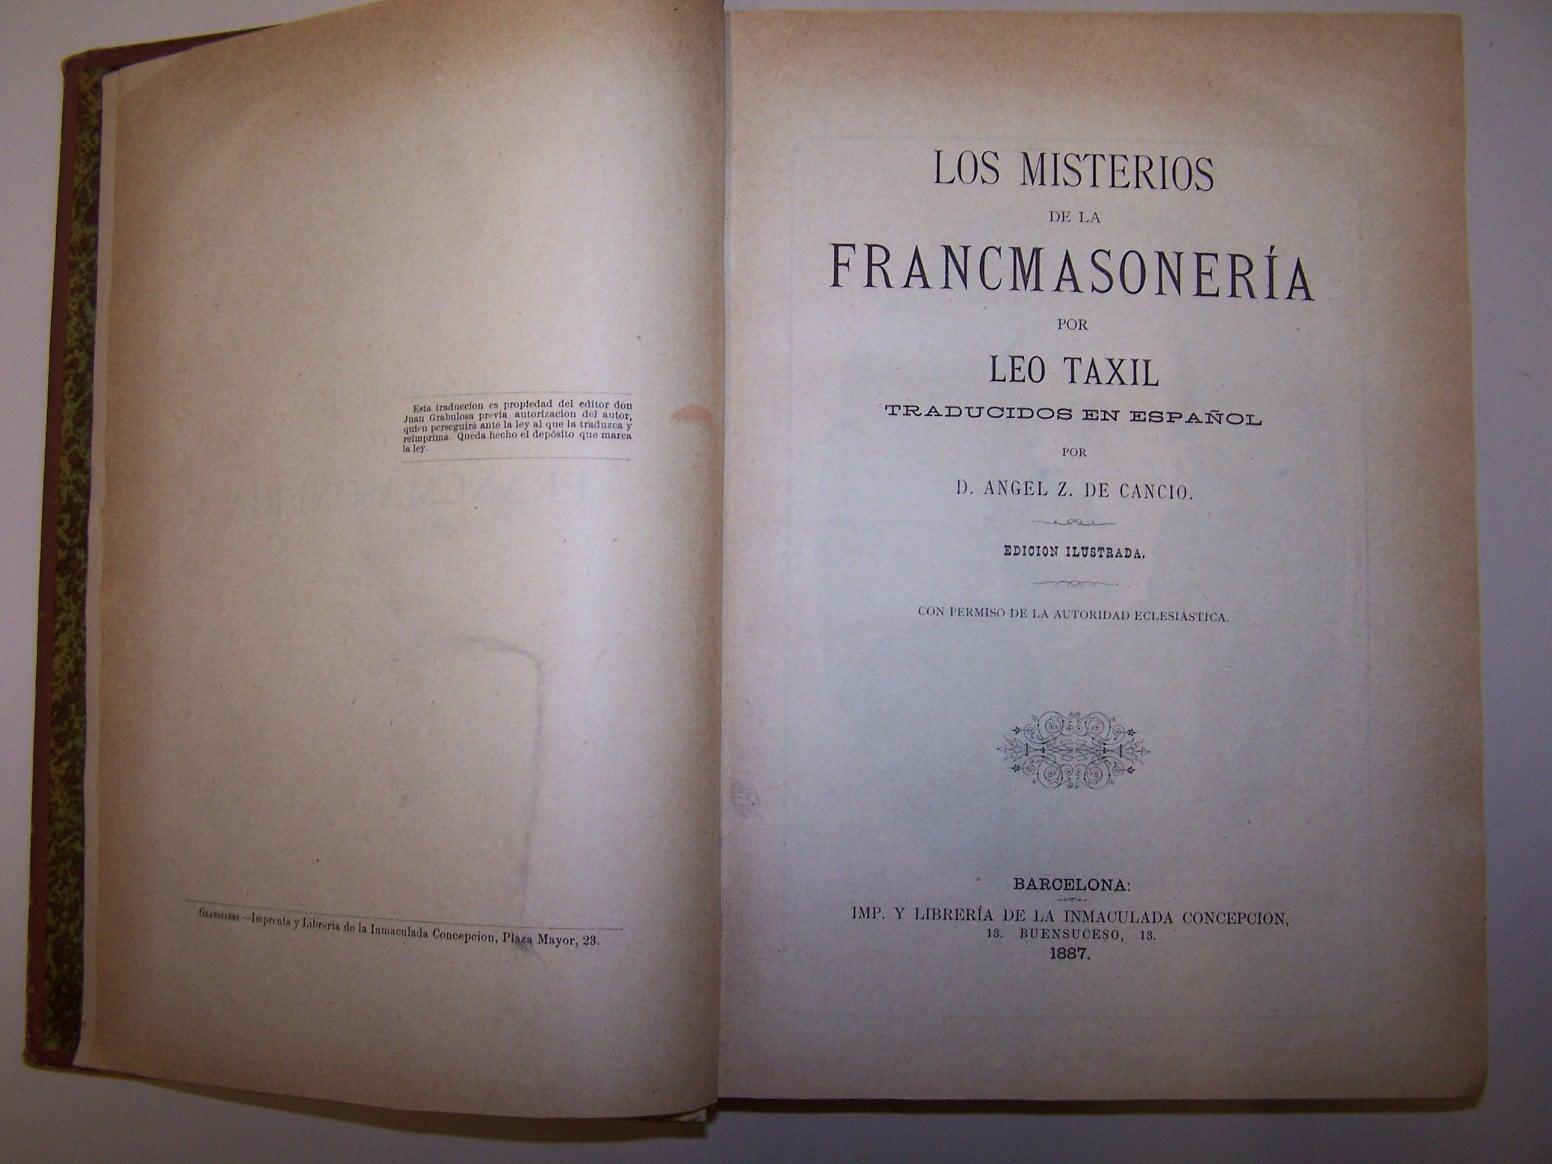 Esta traduccion es propiedad del editor don
Juan Grabulosa prévia autorizacion del autor,
quien perseguirá ante la ley al que la traduzca y
reimprima. Queda hecho el depósito que marca
la ley.
GRANOLLERS.—Imprenta y Librería de la Inmaculada Concepcion, Plaza Mayor, 23.
LOS MISTERIOS
DE LA
FRANCMASONERÍA
POR
LEO TAXIL
TRADUCIDOS EN ESPAÑOL
POR
D. ANGEL Z. DE CANCIO.
EDICION ILUSTRADA.
CON PERMISO DE LA AUTORIDAD ECLESIÁSTICA.
BARCELONA:
IMP. Y LIBRERÍA DE LA INMACULADA CONCEPCION,
13. BUENSUCESO, 13.
1887.